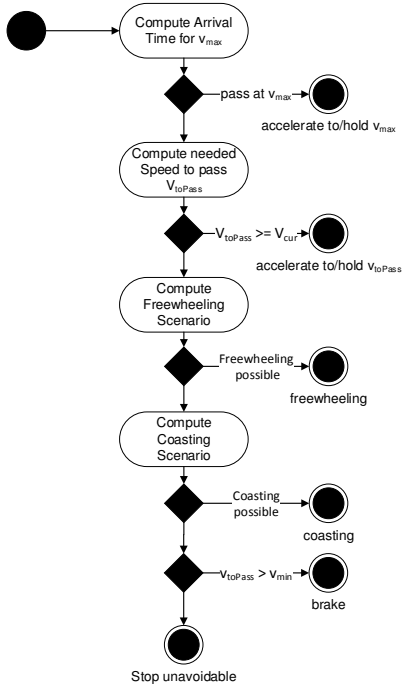 Compute Arrival
Time for vmax
pass at vmax
accelerate to/hold vmax
Compute needed
Speed to pass
VtoPass
VtoPass >= Vcur
accelerate to/hold vtoPass
Compute
Freewheeling
Scenario
Freewheeling
possible
freewheeling
Compute
Coasting
Scenario
Coasting
possible
coasting
vtoPass > vmin
brake
Stop unavoidable